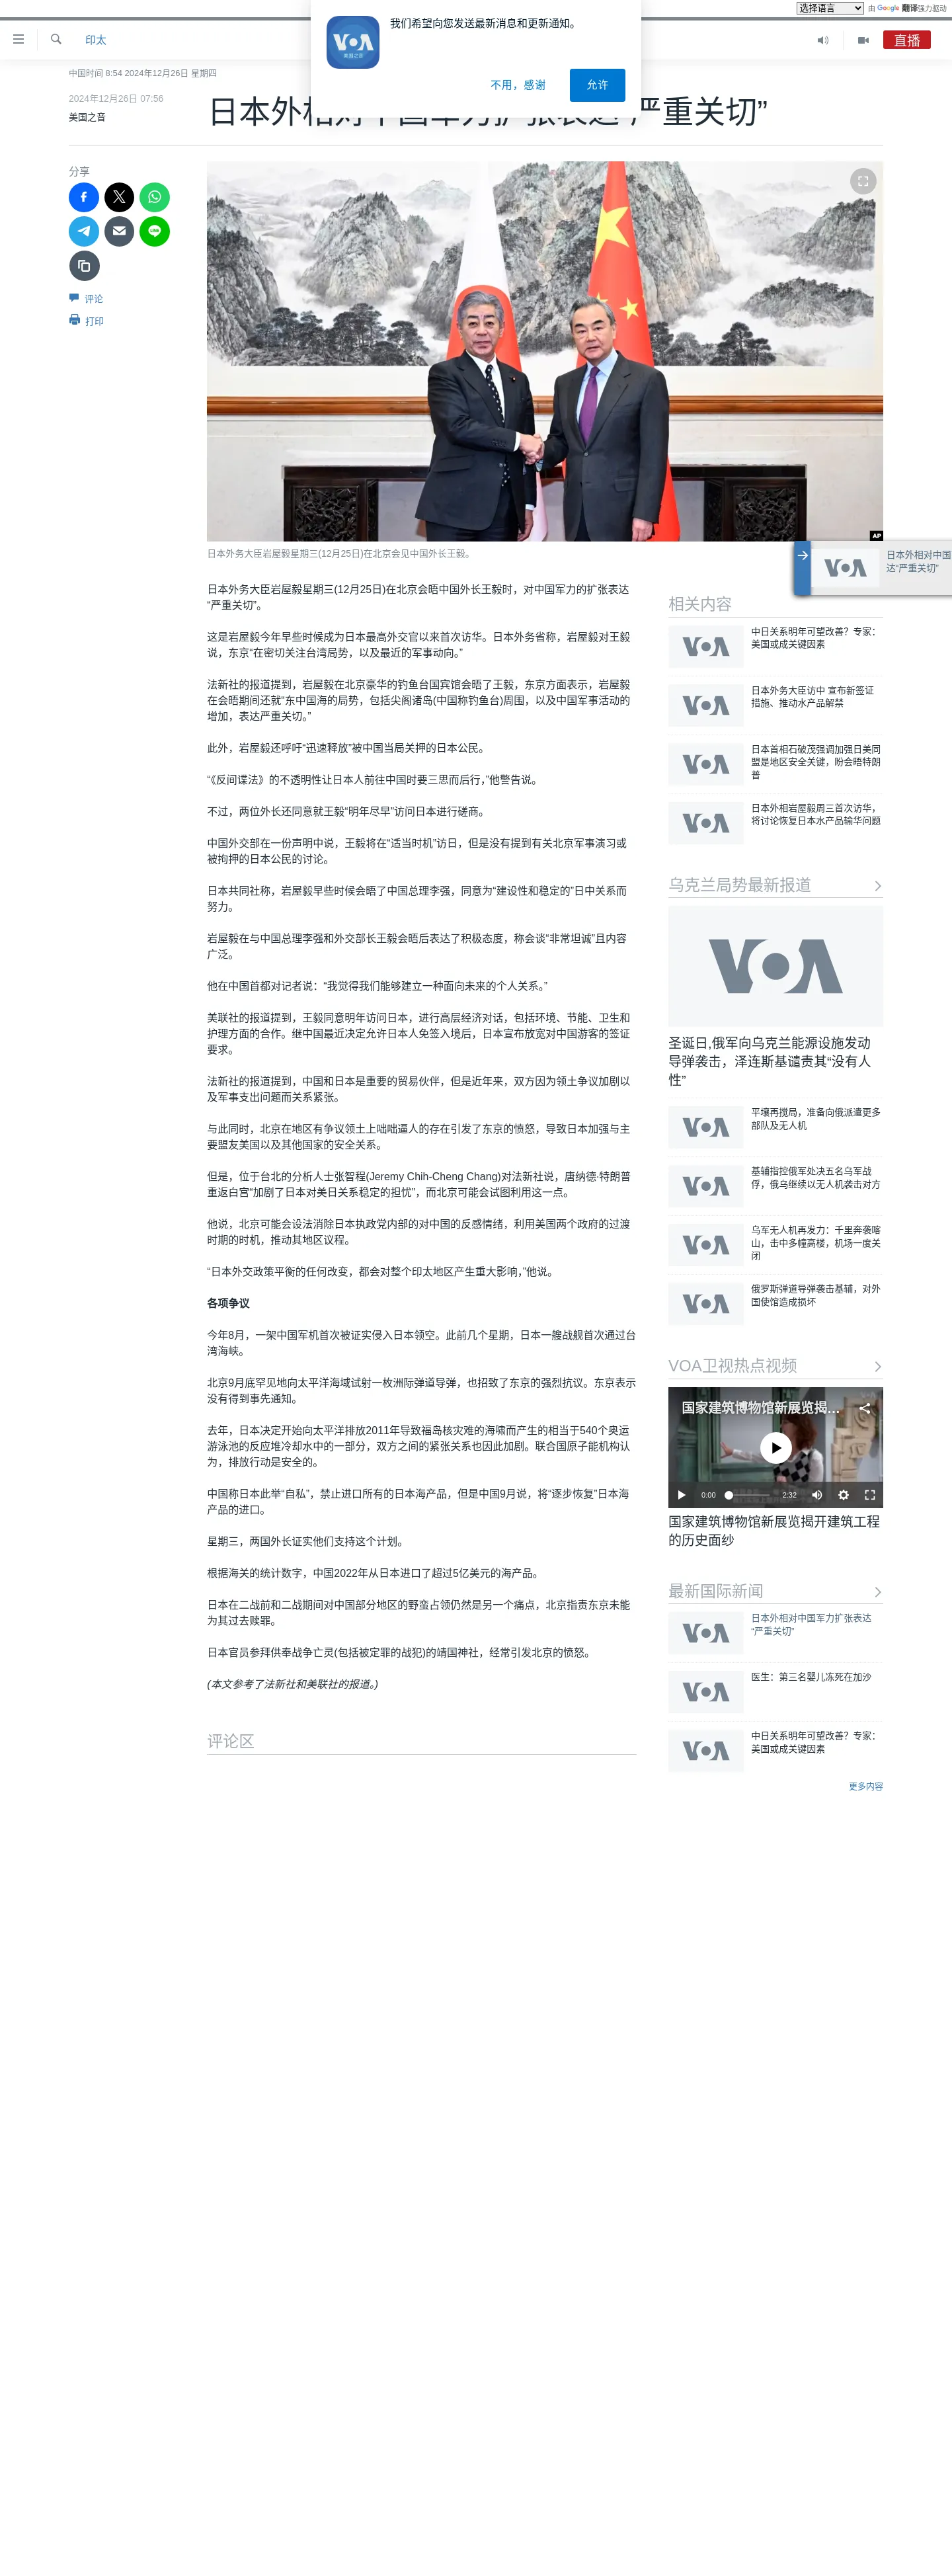 选择语言
由 Google 翻译强力驱动
我们希望向您发送最新消息和更新通知。
不用，感谢
允许
印太
直播
中国时间 8:54 2024年12月26日 星期四
2024年12月26日 07:56
美国之音
日本外相对中国军力扩张表达“严重关切”
分享
评论
打印
AP
日本外务大臣岩屋毅星期三(12月25日)在北京会见中国外长王毅。
日本外相对中国
达“严重关切”
日本外务大臣岩屋毅星期三(12月25日)在北京会晤中国外长王毅时，对中国军力的扩张表达
“严重关切”。
这是岩屋毅今年早些时候成为日本最高外交官以来首次访华。日本外务省称，岩屋毅对王毅
说，东京“在密切关注台湾局势，以及最近的军事动向。”
法新社的报道提到，岩屋毅在北京豪华的钓鱼台国宾馆会晤了王毅，东京方面表示，岩屋毅
在会晤期间还就“东中国海的局势，包括尖阁诸岛(中国称钓鱼台)周围，以及中国军事活动的
增加，表达严重关切。”
此外，岩屋毅还呼吁“迅速释放”被中国当局关押的日本公民。
“《反间谍法》的不透明性让日本人前往中国时要三思而后行，”他警告说。
不过，两位外长还同意就王毅“明年尽早”访问日本进行磋商。
中国外交部在一份声明中说，王毅将在“适当时机”访日，但是没有提到有关北京军事演习或
被拘押的日本公民的讨论。
日本共同社称，岩屋毅早些时候会晤了中国总理李强，同意为“建设性和稳定的”日中关系而
努力。
岩屋毅在与中国总理李强和外交部长王毅会晤后表达了积极态度，称会谈“非常坦诚”且内容
广泛。
他在中国首都对记者说：“我觉得我们能够建立一种面向未来的个人关系。”
美联社的报道提到，王毅同意明年访问日本，进行高层经济对话，包括环境、节能、卫生和
护理方面的合作。继中国最近决定允许日本人免签入境后，日本宣布放宽对中国游客的签证
要求。
法新社的报道提到，中国和日本是重要的贸易伙伴，但是近年来，双方因为领土争议加剧以
及军事支出问题而关系紧张。
与此同时，北京在地区有争议领土上咄咄逼人的存在引发了东京的愤怒，导致日本加强与主
要盟友美国以及其他国家的安全关系。
但是，位于台北的分析人士张智程(Jeremy Chih-Cheng Chang)对法新社说，唐纳德·特朗普
重返白宫“加剧了日本对美日关系稳定的担忧”，而北京可能会试图利用这一点。
他说，北京可能会设法消除日本执政党内部的对中国的反感情绪，利用美国两个政府的过渡
时期的时机，推动其地区议程。
“日本外交政策平衡的任何改变，都会对整个印太地区产生重大影响，”他说。
各项争议
今年8月，一架中国军机首次被证实侵入日本领空。此前几个星期，日本一艘战舰首次通过台
湾海峡。
北京9月底罕见地向太平洋海域试射一枚洲际弹道导弹，也招致了东京的强烈抗议。东京表示
没有得到事先通知。
去年，日本决定开始向太平洋排放2011年导致福岛核灾难的海啸而产生的相当于540个奥运
游泳池的反应堆冷却水中的一部分，双方之间的紧张关系也因此加剧。联合国原子能机构认
为，排放行动是安全的。
中国称日本此举“自私”，禁止进口所有的日本海产品，但是中国9月说，将“逐步恢复”日本海
产品的进口。
星期三，两国外长证实他们支持这个计划。
根据海关的统计数字，中国2022年从日本进口了超过5亿美元的海产品。
日本在二战前和二战期间对中国部分地区的野蛮占领仍然是另一个痛点，北京指责东京未能
为其过去赎罪。
日本官员参拜供奉战争亡灵(包括被定罪的战犯)的靖国神社，经常引发北京的愤怒。
(本文参考了法新社和美联社的报道。)
评论区
相关内容
中日关系明年可望改善？专家：
美国或成关键因素
日本外务大臣访中 宣布新签证
措施、推动水产品解禁
日本首相石破茂强调加强日美同
盟是地区安全关键，盼会晤特朗
普
日本外相岩屋毅周三首次访华，
将讨论恢复日本水产品输华问题
乌克兰局势最新报道
VOA
圣诞日,俄军向乌克兰能源设施发动
导弹袭击，泽连斯基谴责其“没有人
性”
平壤再搅局，准备向俄派遣更多
部队及无人机
基辅指控俄军处决五名乌军战
俘，俄乌继续以无人机袭击对方
乌军无人机再发力：千里奔袭喀
山，击中多幢高楼，机场一度关
闭
俄罗斯弹道导弹袭击基辅，对外
国使馆造成损坏
VOA卫视热点视频
国家建筑博物馆新展览揭...
0:00
2:32
国家建筑博物馆新展览揭开建筑工程
的历史面纱
最新国际新闻
日本外相对中国军力扩张表达
“严重关切”
医生：第三名婴儿冻死在加沙
中日关系明年可望改善？专家：
美国或成关键因素
更多内容